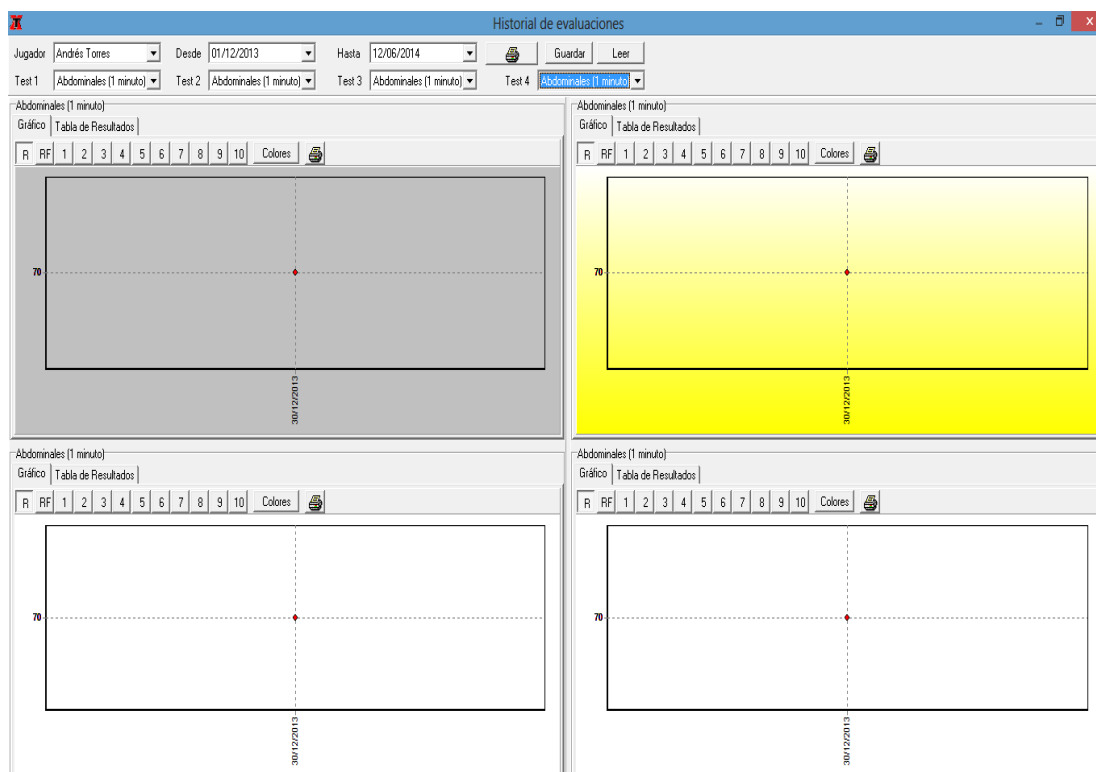 Historial de evaluaciones
Jugador Andrés Torres Desde 01/12/2013 Hasta 12/06/2014 Guardar Leer
Test 1 Abdominales (1 minuto) Test 2 Abdominales (1 minuto) Test 3 Abdominales (1 minuto) Test 4 Abdominales (1 minuto)
Abdominales (1 minuto)
Gráfico Tabla de Resultados
R RF 1 2 3 4 5 6 7 8 9 10 Colores
70
30/12/2013
Abdominales (1 minuto)
Gráfico Tabla de Resultados
R RF 1 2 3 4 5 6 7 8 9 10 Colores
70
30/12/2013
Abdominales (1 minuto)
Gráfico Tabla de Resultados
R RF 1 2 3 4 5 6 7 8 9 10 Colores
70
30/12/2013
Abdominales (1 minuto)
Gráfico Tabla de Resultados
R RF 1 2 3 4 5 6 7 8 9 10 Colores
70
30/12/2013